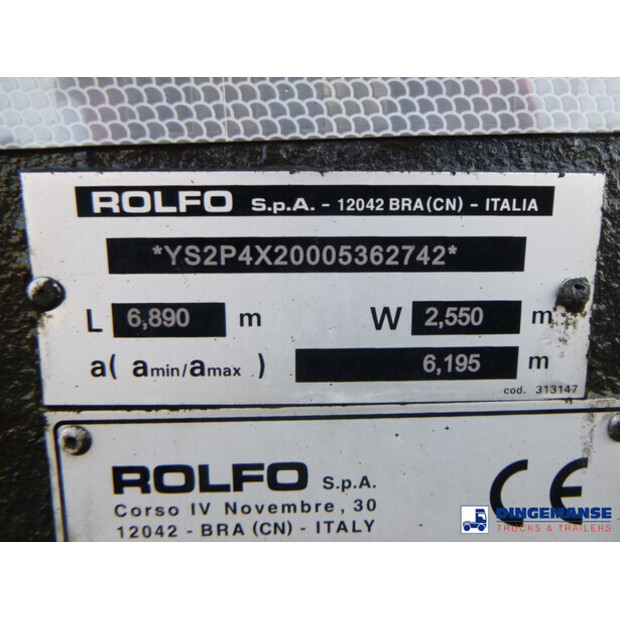 ROLFO S.p.A. - 12042 BRA(CN) - ITALIA
*YS2P4X20005362742*
L 6,890 m W 2,550 m
a( amin/amax ) 6,195 m
cod. 313147
ROLFO S.p.A.
Corso IV Novembre, 30
12042 - BRA (CN) - ITALY
CE
DINGEMANSE
TRUCKS & TRAILERS